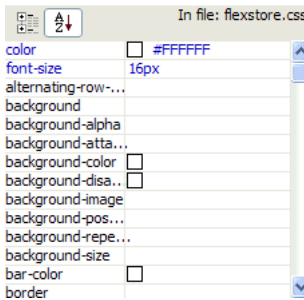 A
Z
In file: flexstore.css
color #FFFFFF
font-size 16px
alternating-row-...
background
background-alpha
background-atta...
background-color
background-disa...
background-image
background-pos...
background-repe...
background-size
bar-color
border